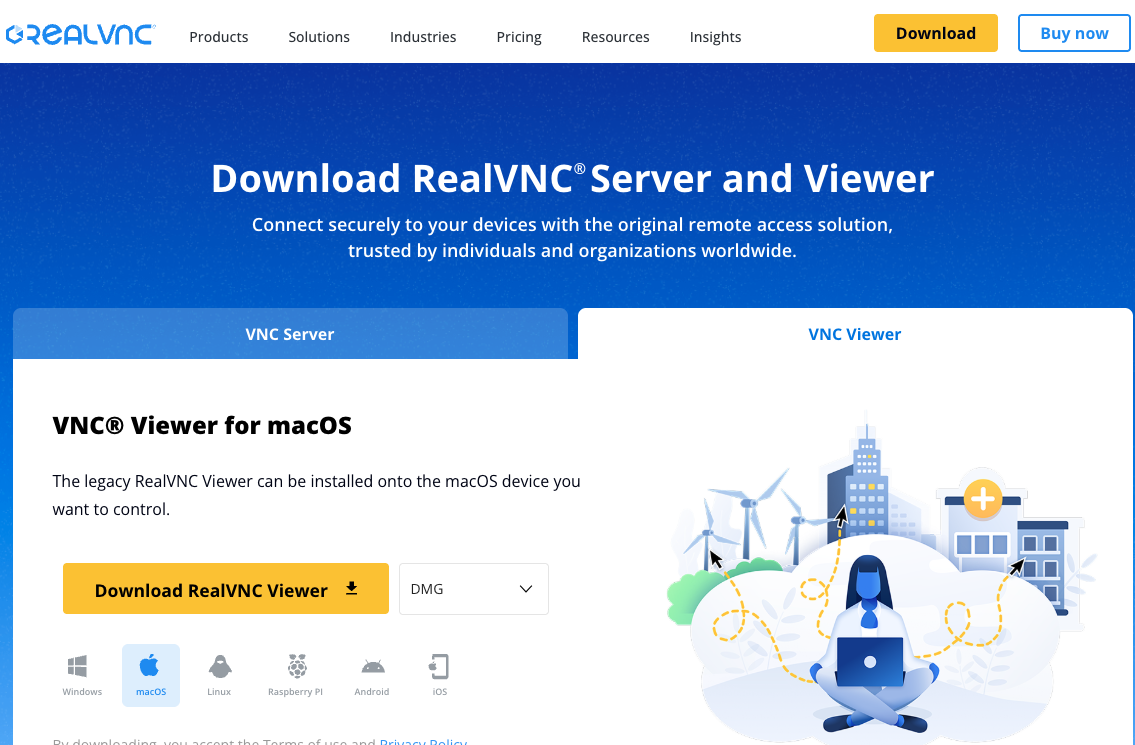 REALVNC®
Products Solutions Industries Pricing Resources Insights
Download
Buy now
Download RealVNC® Server and Viewer
Connect securely to your devices with the original remote access solution,
trusted by individuals and organizations worldwide.
VNC Server
VNC Viewer
VNC® Viewer for macOS
The legacy RealVNC Viewer can be installed onto the macOS device you
want to control.
Download RealVNC Viewer
DMG
Windows macOS Linux Raspberry PI Android iOS
By downloading, you accept the Terms of use and Privacy Policy